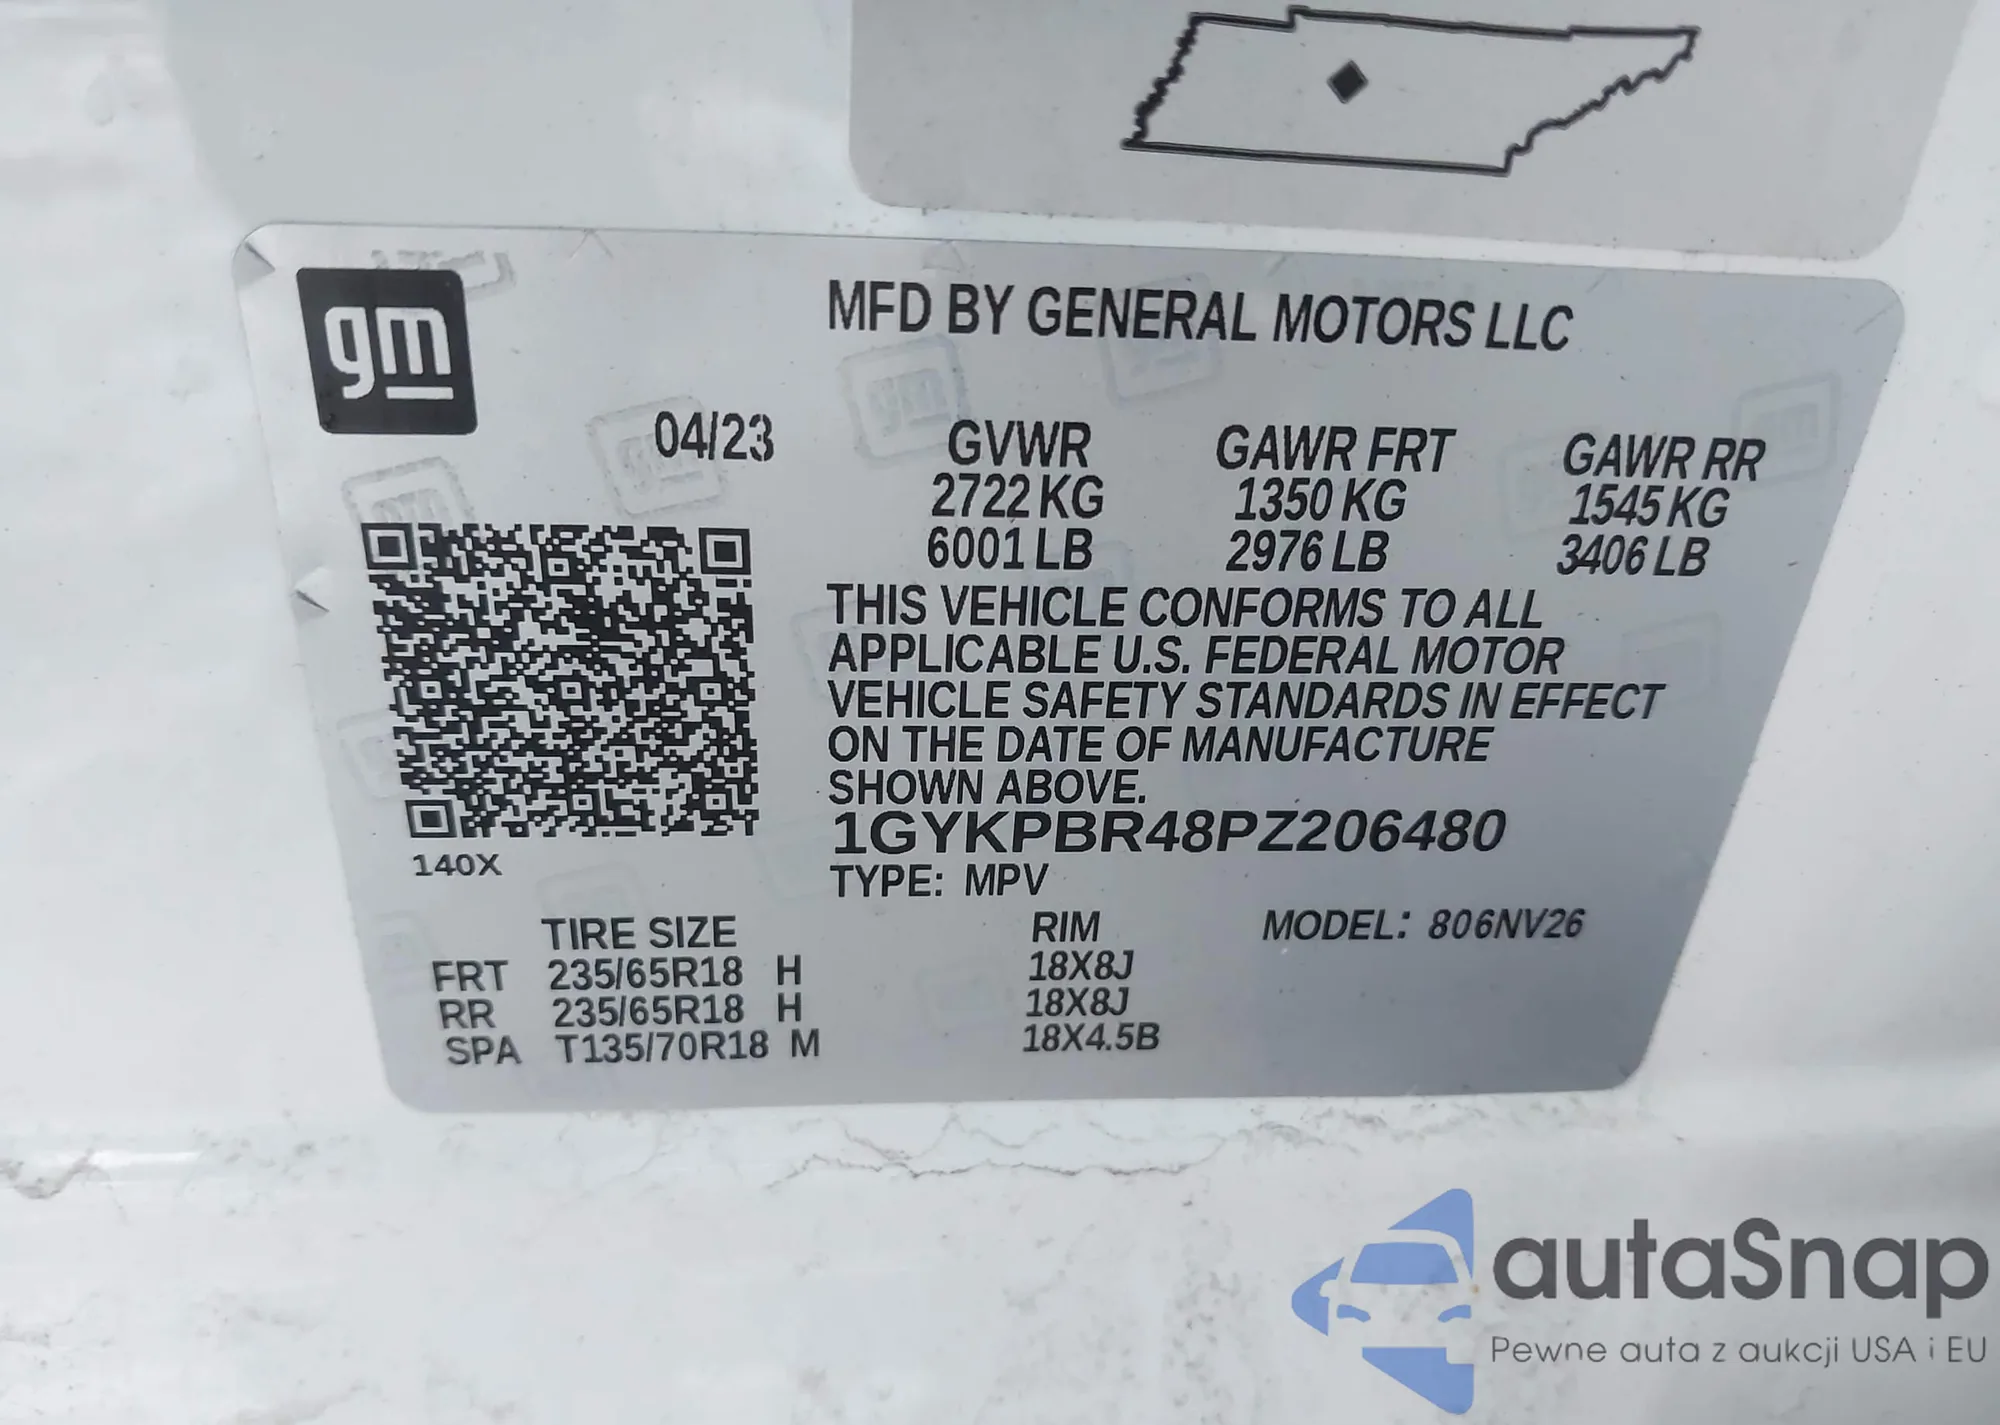 gm
MFD BY GENERAL MOTORS LLC
04/23
GVWR GAWR FRT GAWR RR
2722 KG 1350 KG 1545 KG
6001 LB 2976 LB 3406 LB
THIS VEHICLE CONFORMS TO ALL
APPLICABLE U.S. FEDERAL MOTOR
VEHICLE SAFETY STANDARDS IN EFFECT
ON THE DATE OF MANUFACTURE
SHOWN ABOVE.
1GYKPBR48PZ206480
140X
TYPE: MPV
TIRE SIZE RIM MODEL: 806NV26
FRT 235/65R18 H 18X8J
RR 235/65R18 H 18X8J
SPA T135/70R18 M 18X4.5B
autaSnap
Pewne auta z aukcji USA i EU